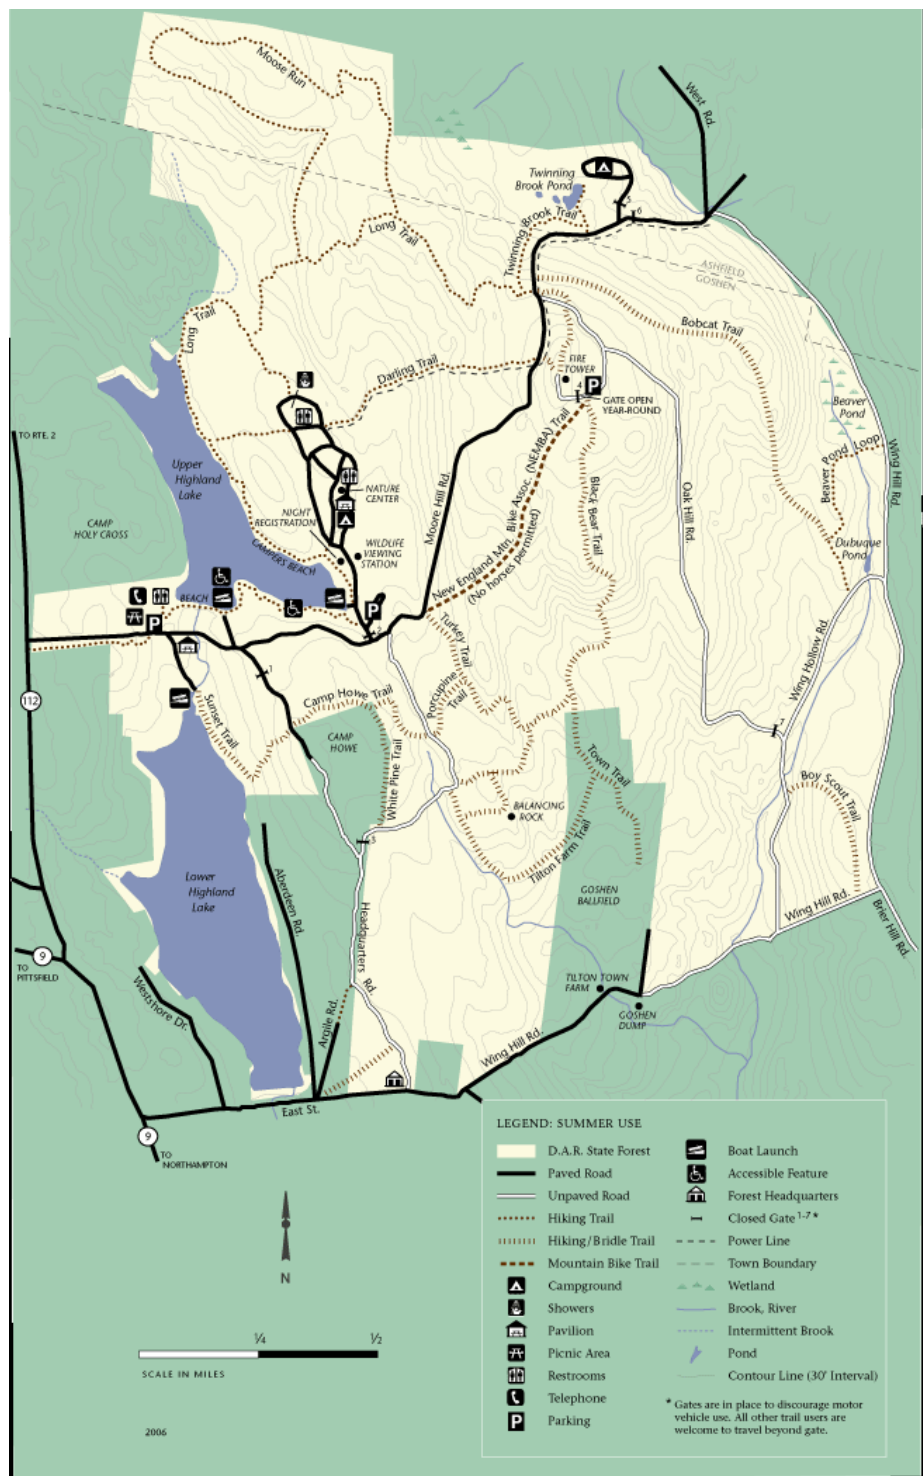 Moose Run
West Rd.
Twinning
Brook Pond
5
6
Long Trail
Twinning Brook Trail
ASHFIELD
GOSHEN
Long Trail
Bobcat Trail
Darling Trail
FIRE
TOWER
4
P
GATE OPEN
YEAR-ROUND
Beaver
Pond
TO RTE. 2
Upper
Highland
Lake
NATURE
CENTER
NIGHT
REGISTRATION
Moore Hill Rd.
New England Mtn. Bike Assoc. (NEMBA) Trail
(No horses permitted)
Black Bear Trail
Oak Hill Rd.
Beaver Pond Loop
Wing Hill Rd.
CAMP
HOLY CROSS
WILDLIFE
VIEWING
STATION
CAMPERS BEACH
Dubuque
Pond
BEACH
P
P
2
1
Turkey Trail
Porcupine
Trail
Camp Howe Trail
Wing Hollow Rd.
112
Sunset Trail
CAMP
HOWE
White Pine Trail
7
Town Trail
Boy Scout Trail
BALANCING
ROCK
3
Tilton Farm Trail
Lower
Highland
Lake
Aberdeen Rd.
GOSHEN
BALLFIELD
Wing Hill Rd.
Brier Hill Rd.
Headquarters Rd.
9
TO
PITTSFIELD
Westshore Dr.
TILTON TOWN
FARM
GOSHEN
DUMP
Argile Rd.
Wing Hill Rd.
East St.
9
TO
NORTHAMPTON
N
¼
½
SCALE IN MILES
2006
LEGEND: SUMMER USE
D.A.R. State Forest
Paved Road
Unpaved Road
Hiking Trail
Hiking/Bridle Trail
Mountain Bike Trail
Campground
Showers
Pavilion
Picnic Area
Restrooms
Telephone
P Parking
Boat Launch
Accessible Feature
Forest Headquarters
Closed Gate 1-7 *
Power Line
Town Boundary
Wetland
Brook, River
Intermittent Brook
Pond
Contour Line (30' Interval)
* Gates are in place to discourage motor
vehicle use. All other trail users are
welcome to travel beyond gate.